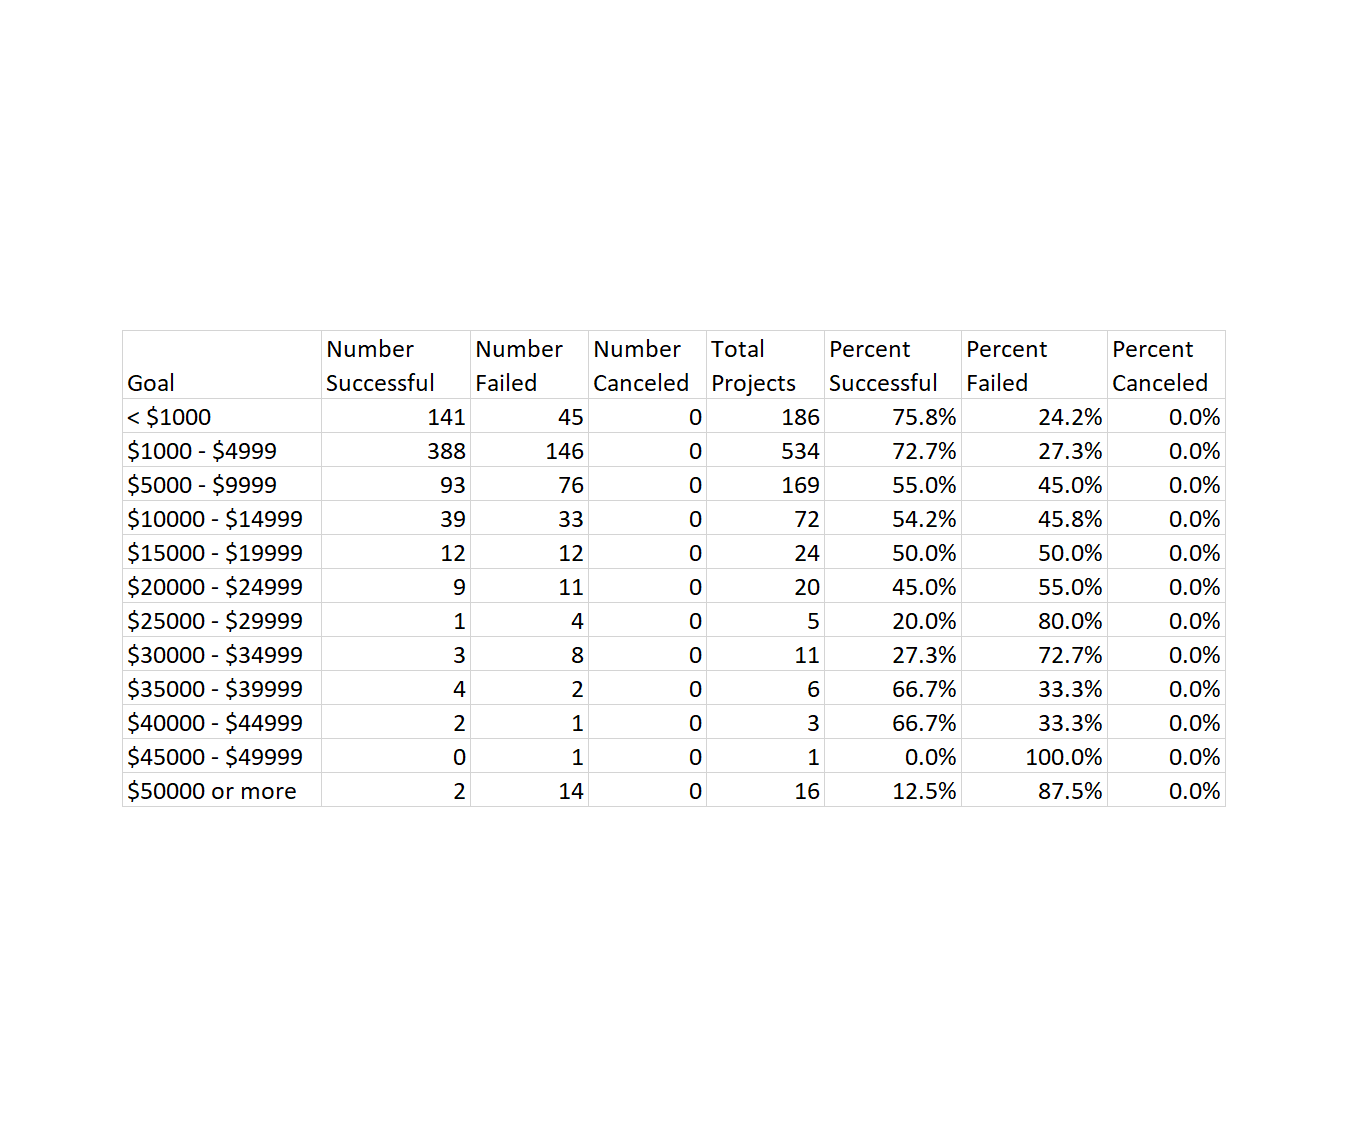 Goal Number Successful Number Failed Number Canceled Total Projects Percent Successful Percent Failed Percent Canceled
< $1000 141 45 0 186 75.8% 24.2% 0.0%
$1000 - $4999 388 146 0 534 72.7% 27.3% 0.0%
$5000 - $9999 93 76 0 169 55.0% 45.0% 0.0%
$10000 - $14999 39 33 0 72 54.2% 45.8% 0.0%
$15000 - $19999 12 12 0 24 50.0% 50.0% 0.0%
$20000 - $24999 9 11 0 20 45.0% 55.0% 0.0%
$25000 - $29999 1 4 0 5 20.0% 80.0% 0.0%
$30000 - $34999 3 8 0 11 27.3% 72.7% 0.0%
$35000 - $39999 4 2 0 6 66.7% 33.3% 0.0%
$40000 - $44999 2 1 0 3 66.7% 33.3% 0.0%
$45000 - $49999 0 1 0 1 0.0% 100.0% 0.0%
$50000 or more 2 14 0 16 12.5% 87.5% 0.0%